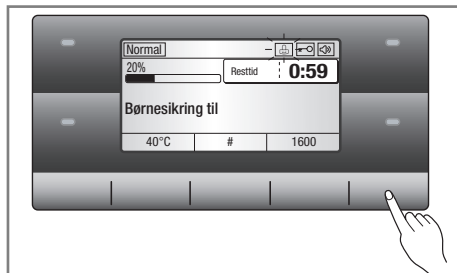 Normal
20%
Resttid 0:59
Børnesikring til
40°C # 1600